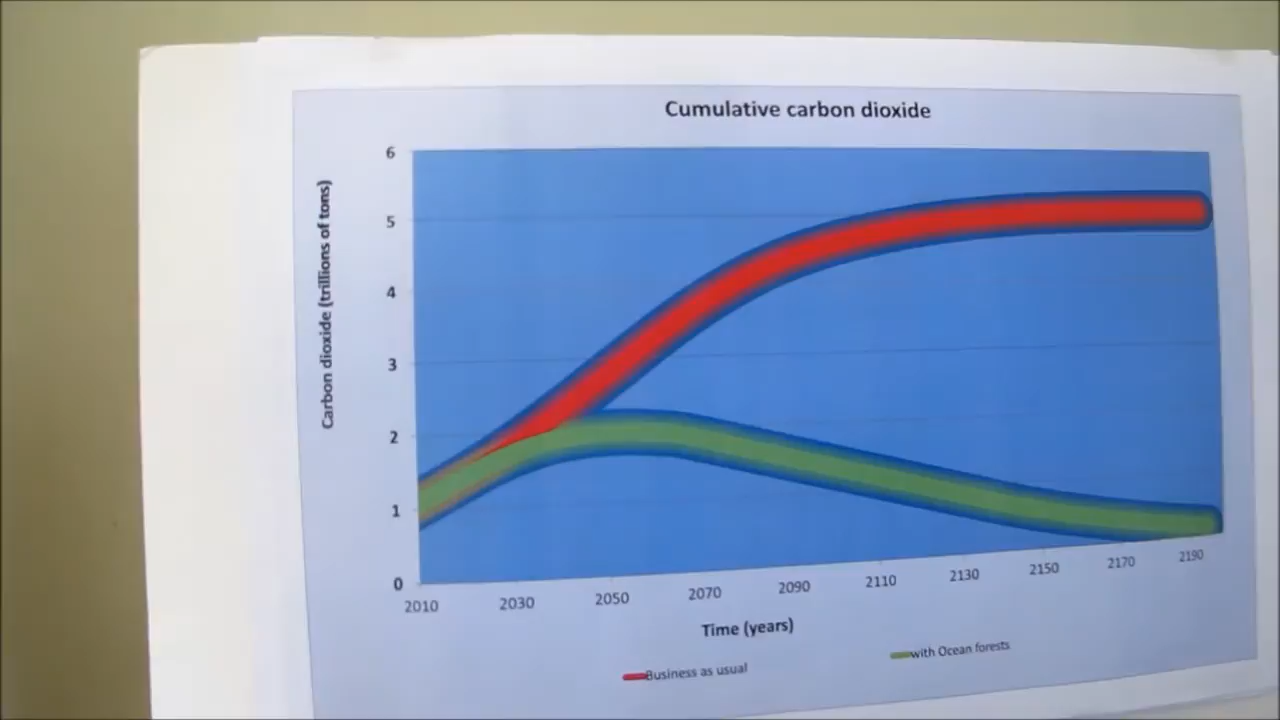 Cumulative carbon dioxide
Carbon dioxide (trillions of tons)
6
5
4
3
2
1
0
2010 2030 2050 2070 2090 2110 2130 2150 2170 2190
Time (years)
Business as usual
with Ocean forests